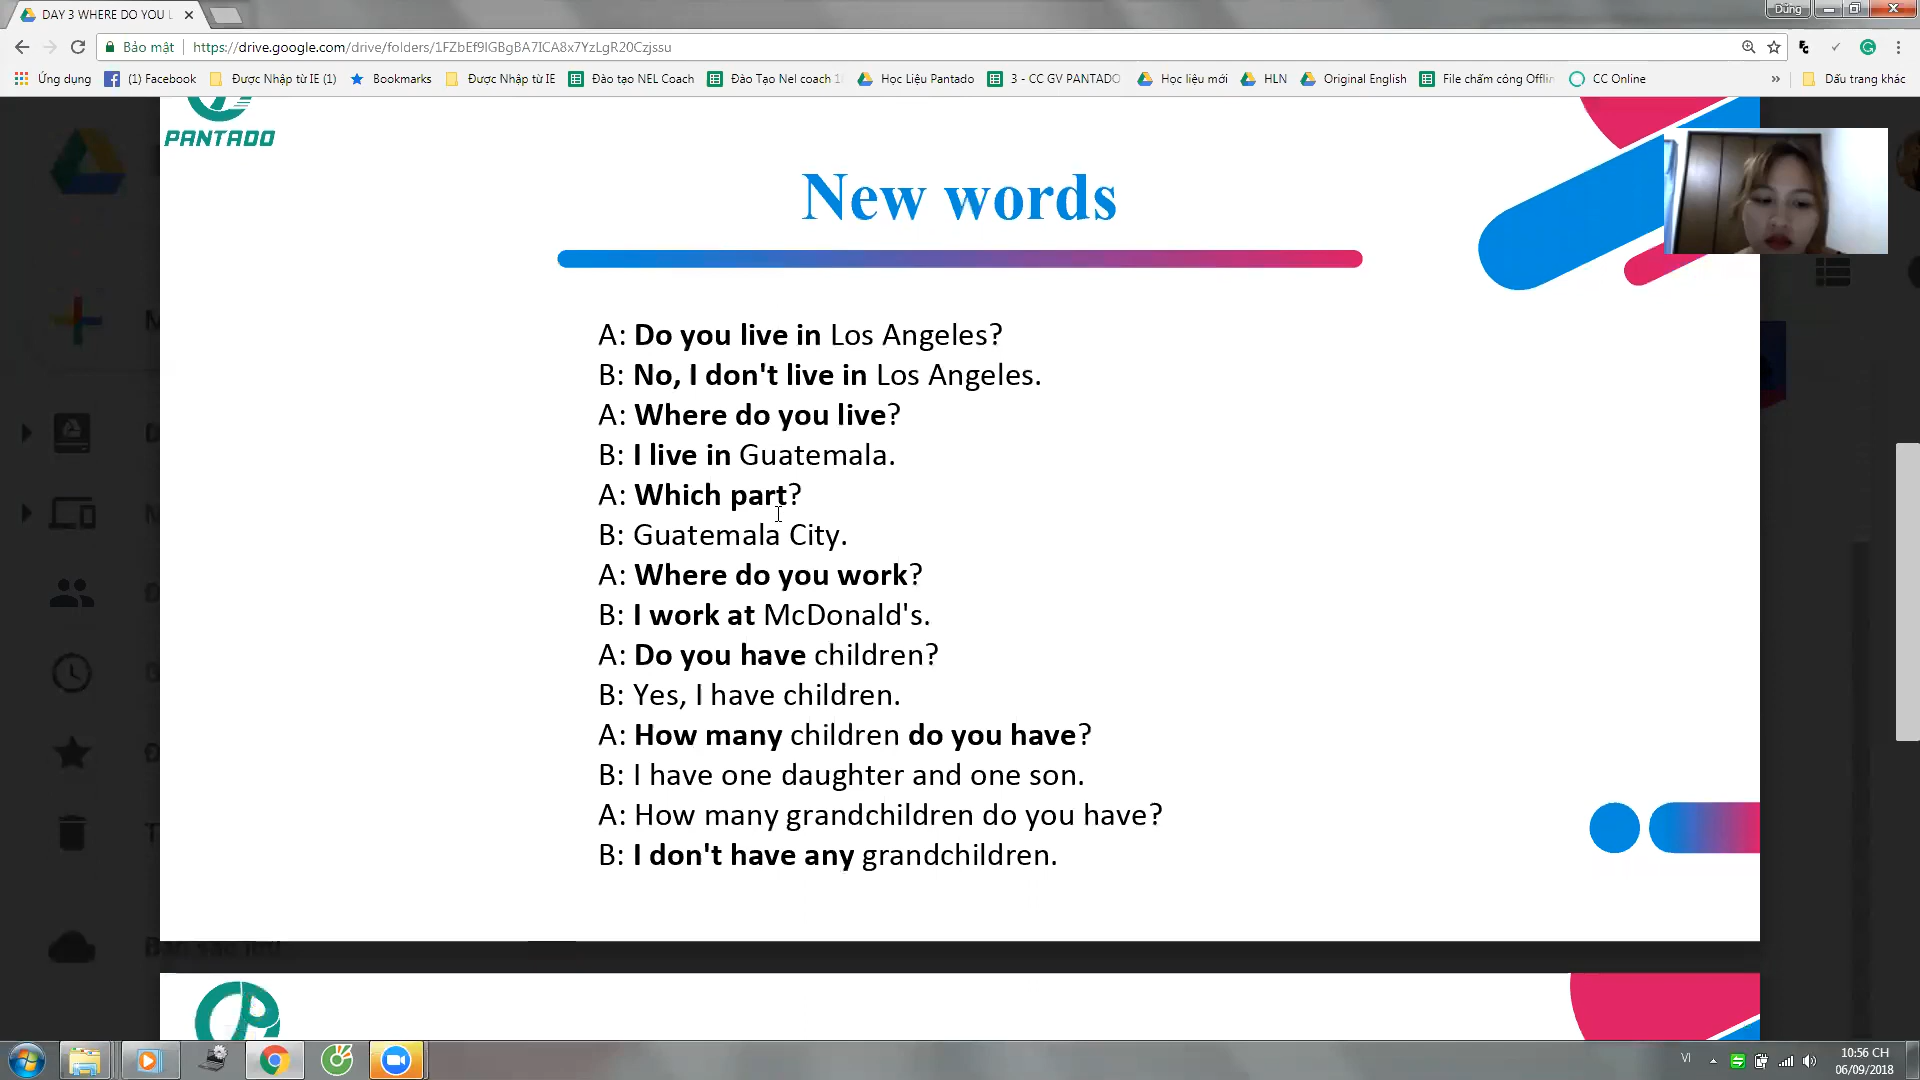 DAY 3 WHERE DO YOU L
Dũng
Bảo mật
https://drive.google.com/drive/folders/1FZbEf9IGBgBA7ICA8x7YzLgR20Czjssu
Ứng dụng (1) Facebook Được Nhập từ IE (1) Bookmarks Được Nhập từ IE Đào tạo NEL Coach Đào Tạo Nel coach 1 Học Liệu Pantado 3 - CC GV PANTADO Học liệu mới HLN Original English File chấm công Offlin CC Online » Dấu trang khác
PANTADO
New words
A: Do you live in Los Angeles?
B: No, I don't live in Los Angeles.
A: Where do you live?
B: I live in Guatemala.
A: Which part?
B: Guatemala City.
A: Where do you work?
B: I work at McDonald's.
A: Do you have children?
B: Yes, I have children.
A: How many children do you have?
B: I have one daughter and one son.
A: How many grandchildren do you have?
B: I don't have any grandchildren.
VI
10:56 CH
06/09/2018